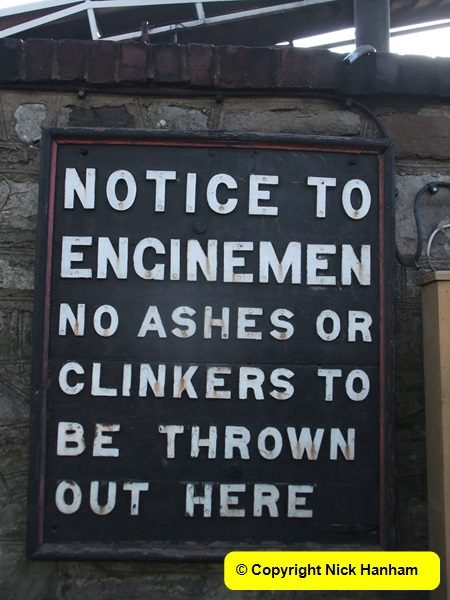 NOTICE TO
ENGINEMEN
NO ASHES OR
CLINKERS TO
BE THROWN
OUT HERE
© Copyright Nick Hanham